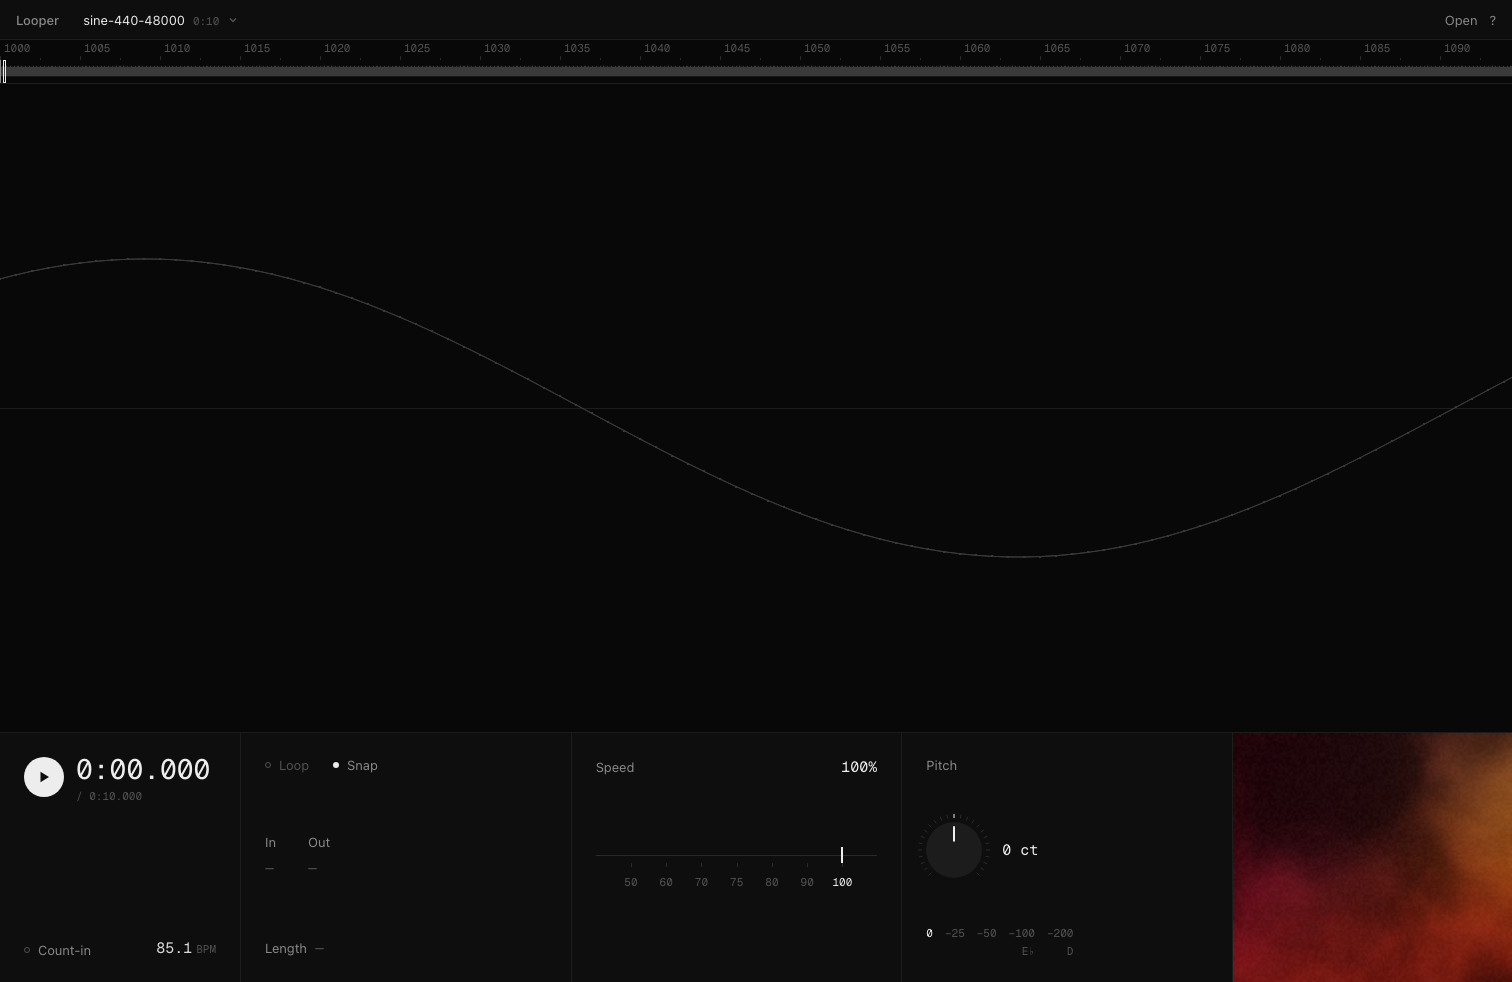 Looper sine-440-48000 0:10 Open ?
1000 1005 1010 1015 1020 1025 1030 1035 1040 1045 1050 1055 1060 1065 1070 1075 1080 1085 1090
0:00.000
/ 0:10.000
Count-in 85.1 BPM
Loop Snap
In Out
— —
Length —
Speed 100%
50 60 70 75 80 90 100
Pitch
0 ct
0 −25 −50 −100 −200
E♭ D